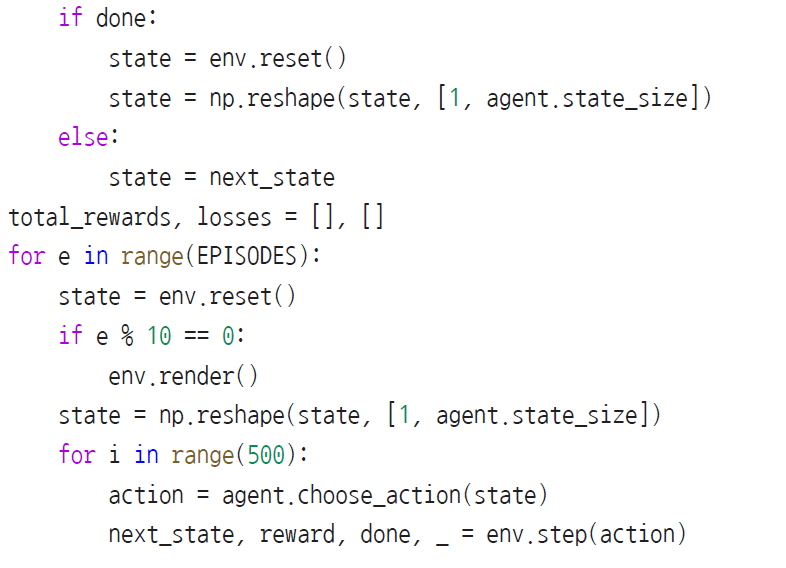 if done:
        state = env.reset()
        state = np.reshape(state, [1, agent.state_size])
    else:
        state = next_state
total_rewards, losses = [], []
for e in range(EPISODES):
    state = env.reset()
    if e % 10 == 0:
        env.render()
    state = np.reshape(state, [1, agent.state_size])
    for i in range(500):
        action = agent.choose_action(state)
        next_state, reward, done, _ = env.step(action)